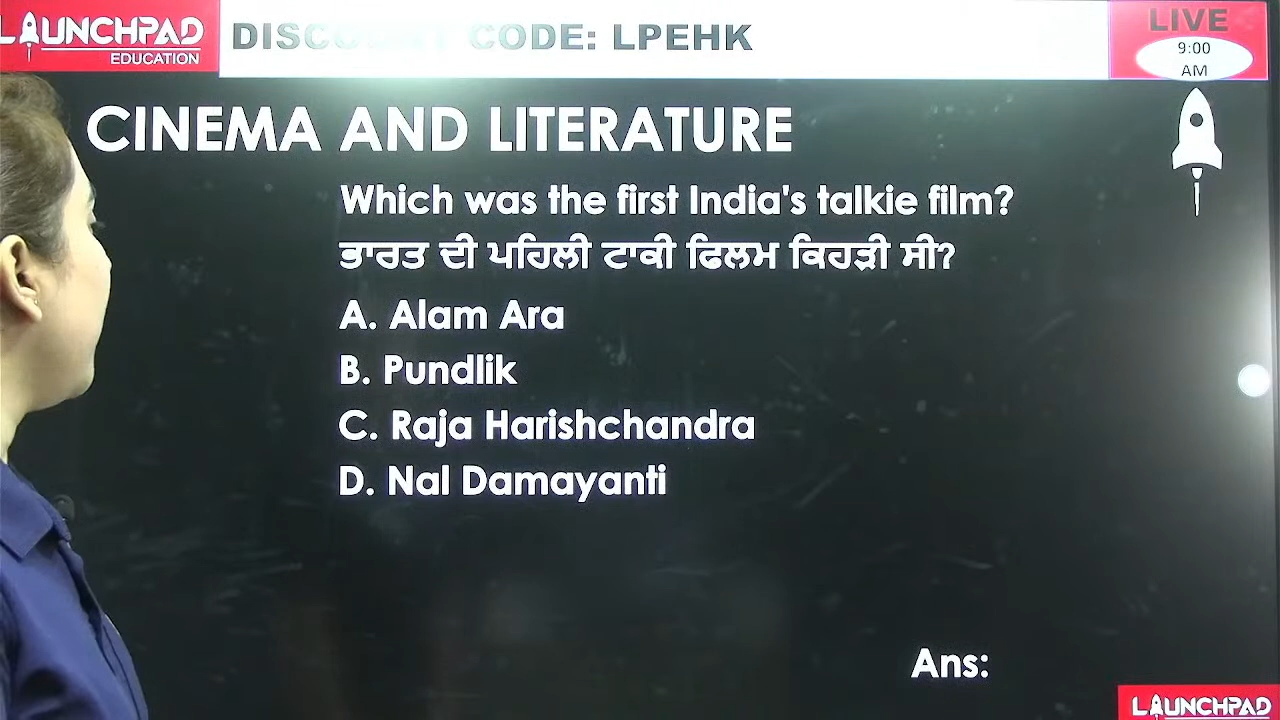 LAUNCHPAD
EDUCATION
DISCOUNT CODE: LPEHK
LIVE
9:00
AM
CINEMA AND LITERATURE
Which was the first India's talkie film?
ਭਾਰਤ ਦੀ ਪਹਿਲੀ ਟਾਕੀ ਫਿਲਮ ਕਿਹੜੀ ਸੀ?
A. Alam Ara
B. Pundlik
C. Raja Harishchandra
D. Nal Damayanti
Ans:
LAUNCHPAD